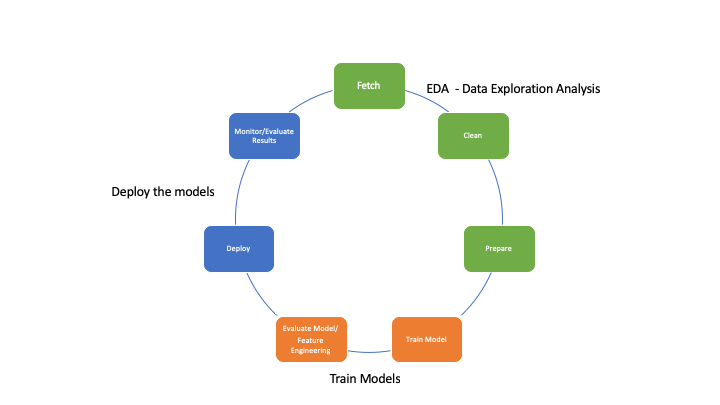 Fetch
EDA  - Data Exploration Analysis
Monitor/Evaluate
Results
Clean
Deploy the models
Deploy
Prepare
Evaluate Model/
Feature
Engineering
Train Model
Train Models